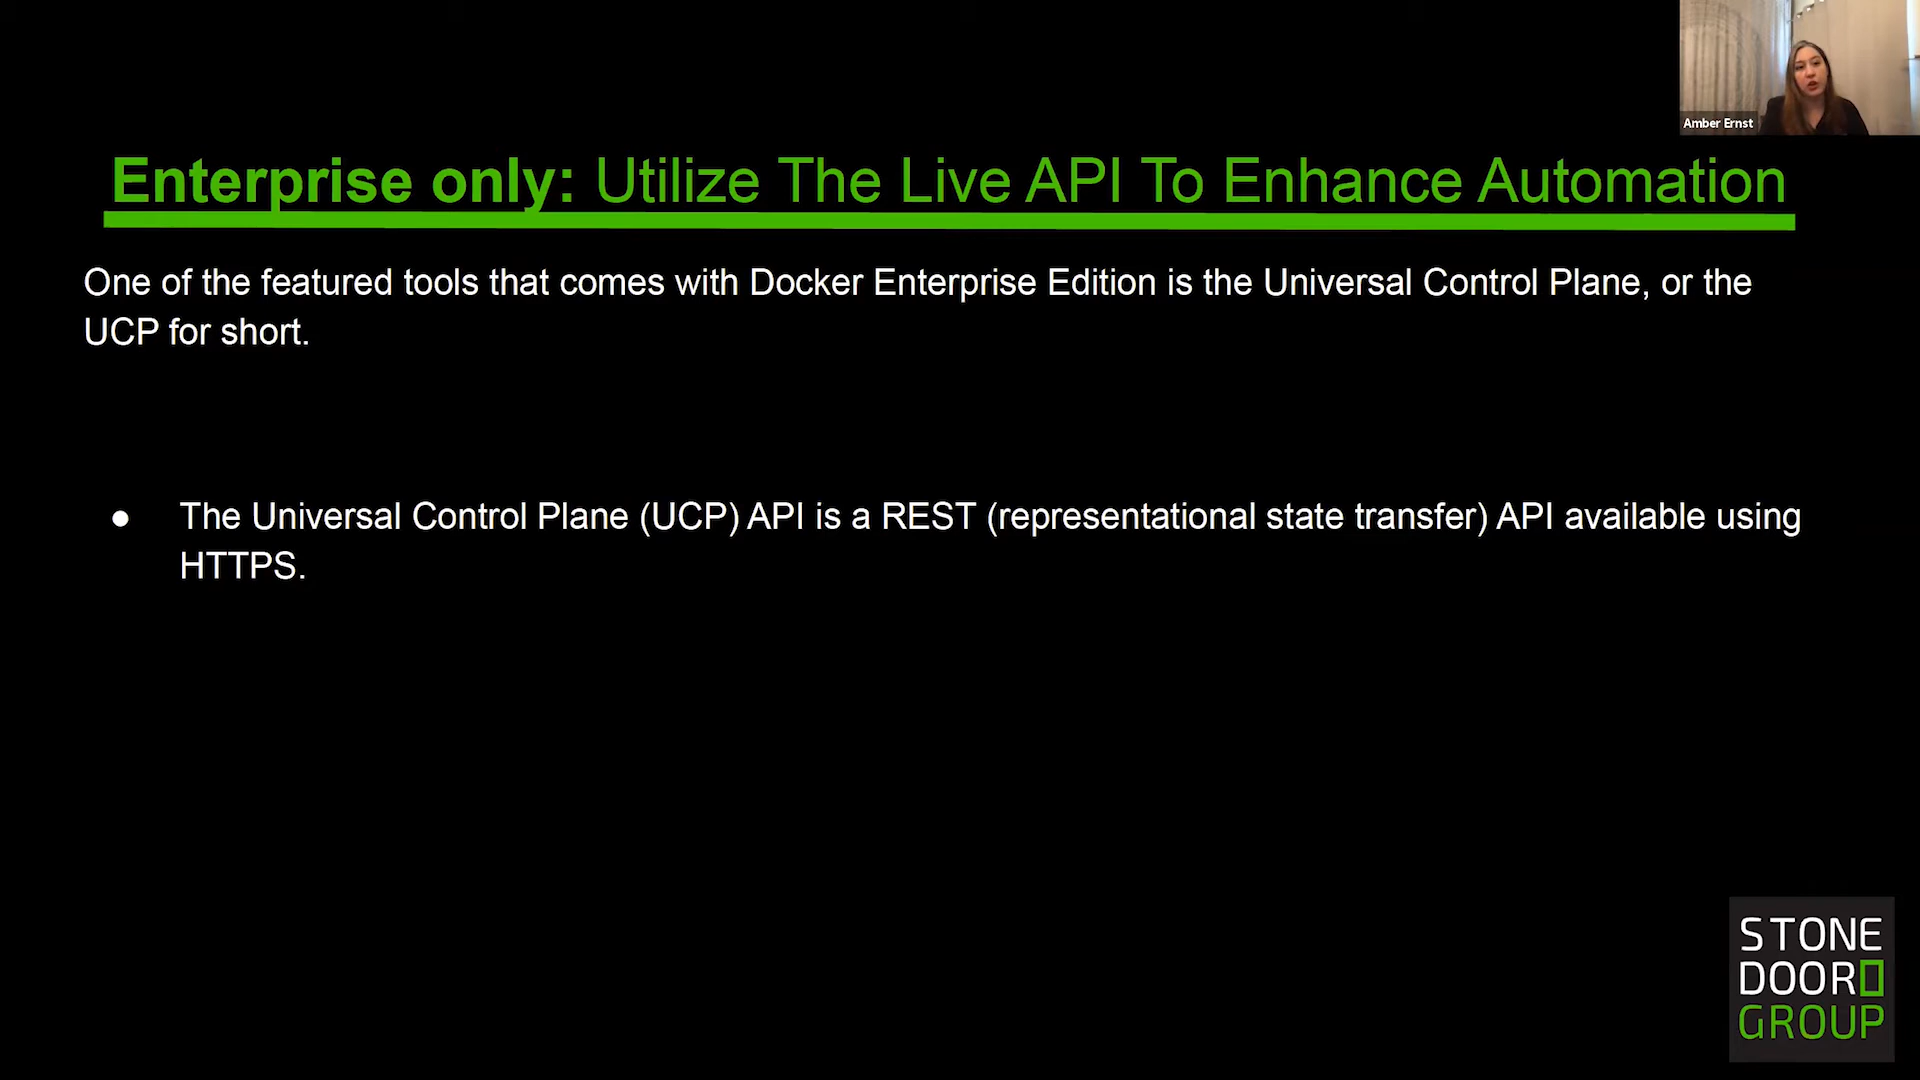 Amber Ernst
Enterprise only: Utilize The Live API To Enhance Automation
One of the featured tools that comes with Docker Enterprise Edition is the Universal Control Plane, or the
UCP for short.
● The Universal Control Plane (UCP) API is a REST (representational state transfer) API available using
HTTPS.
STONE
DOOR
GROUP